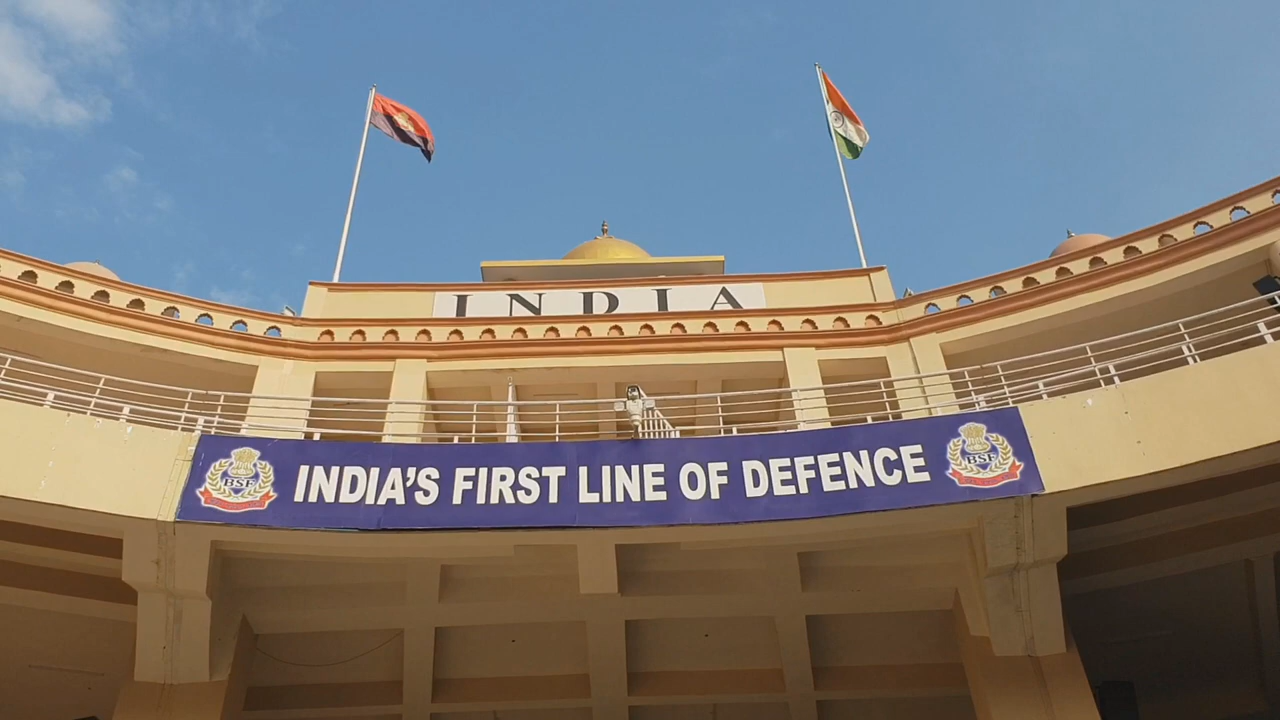 INDIA
INDIA'S FIRST LINE OF DEFENCE
BSF
BSF